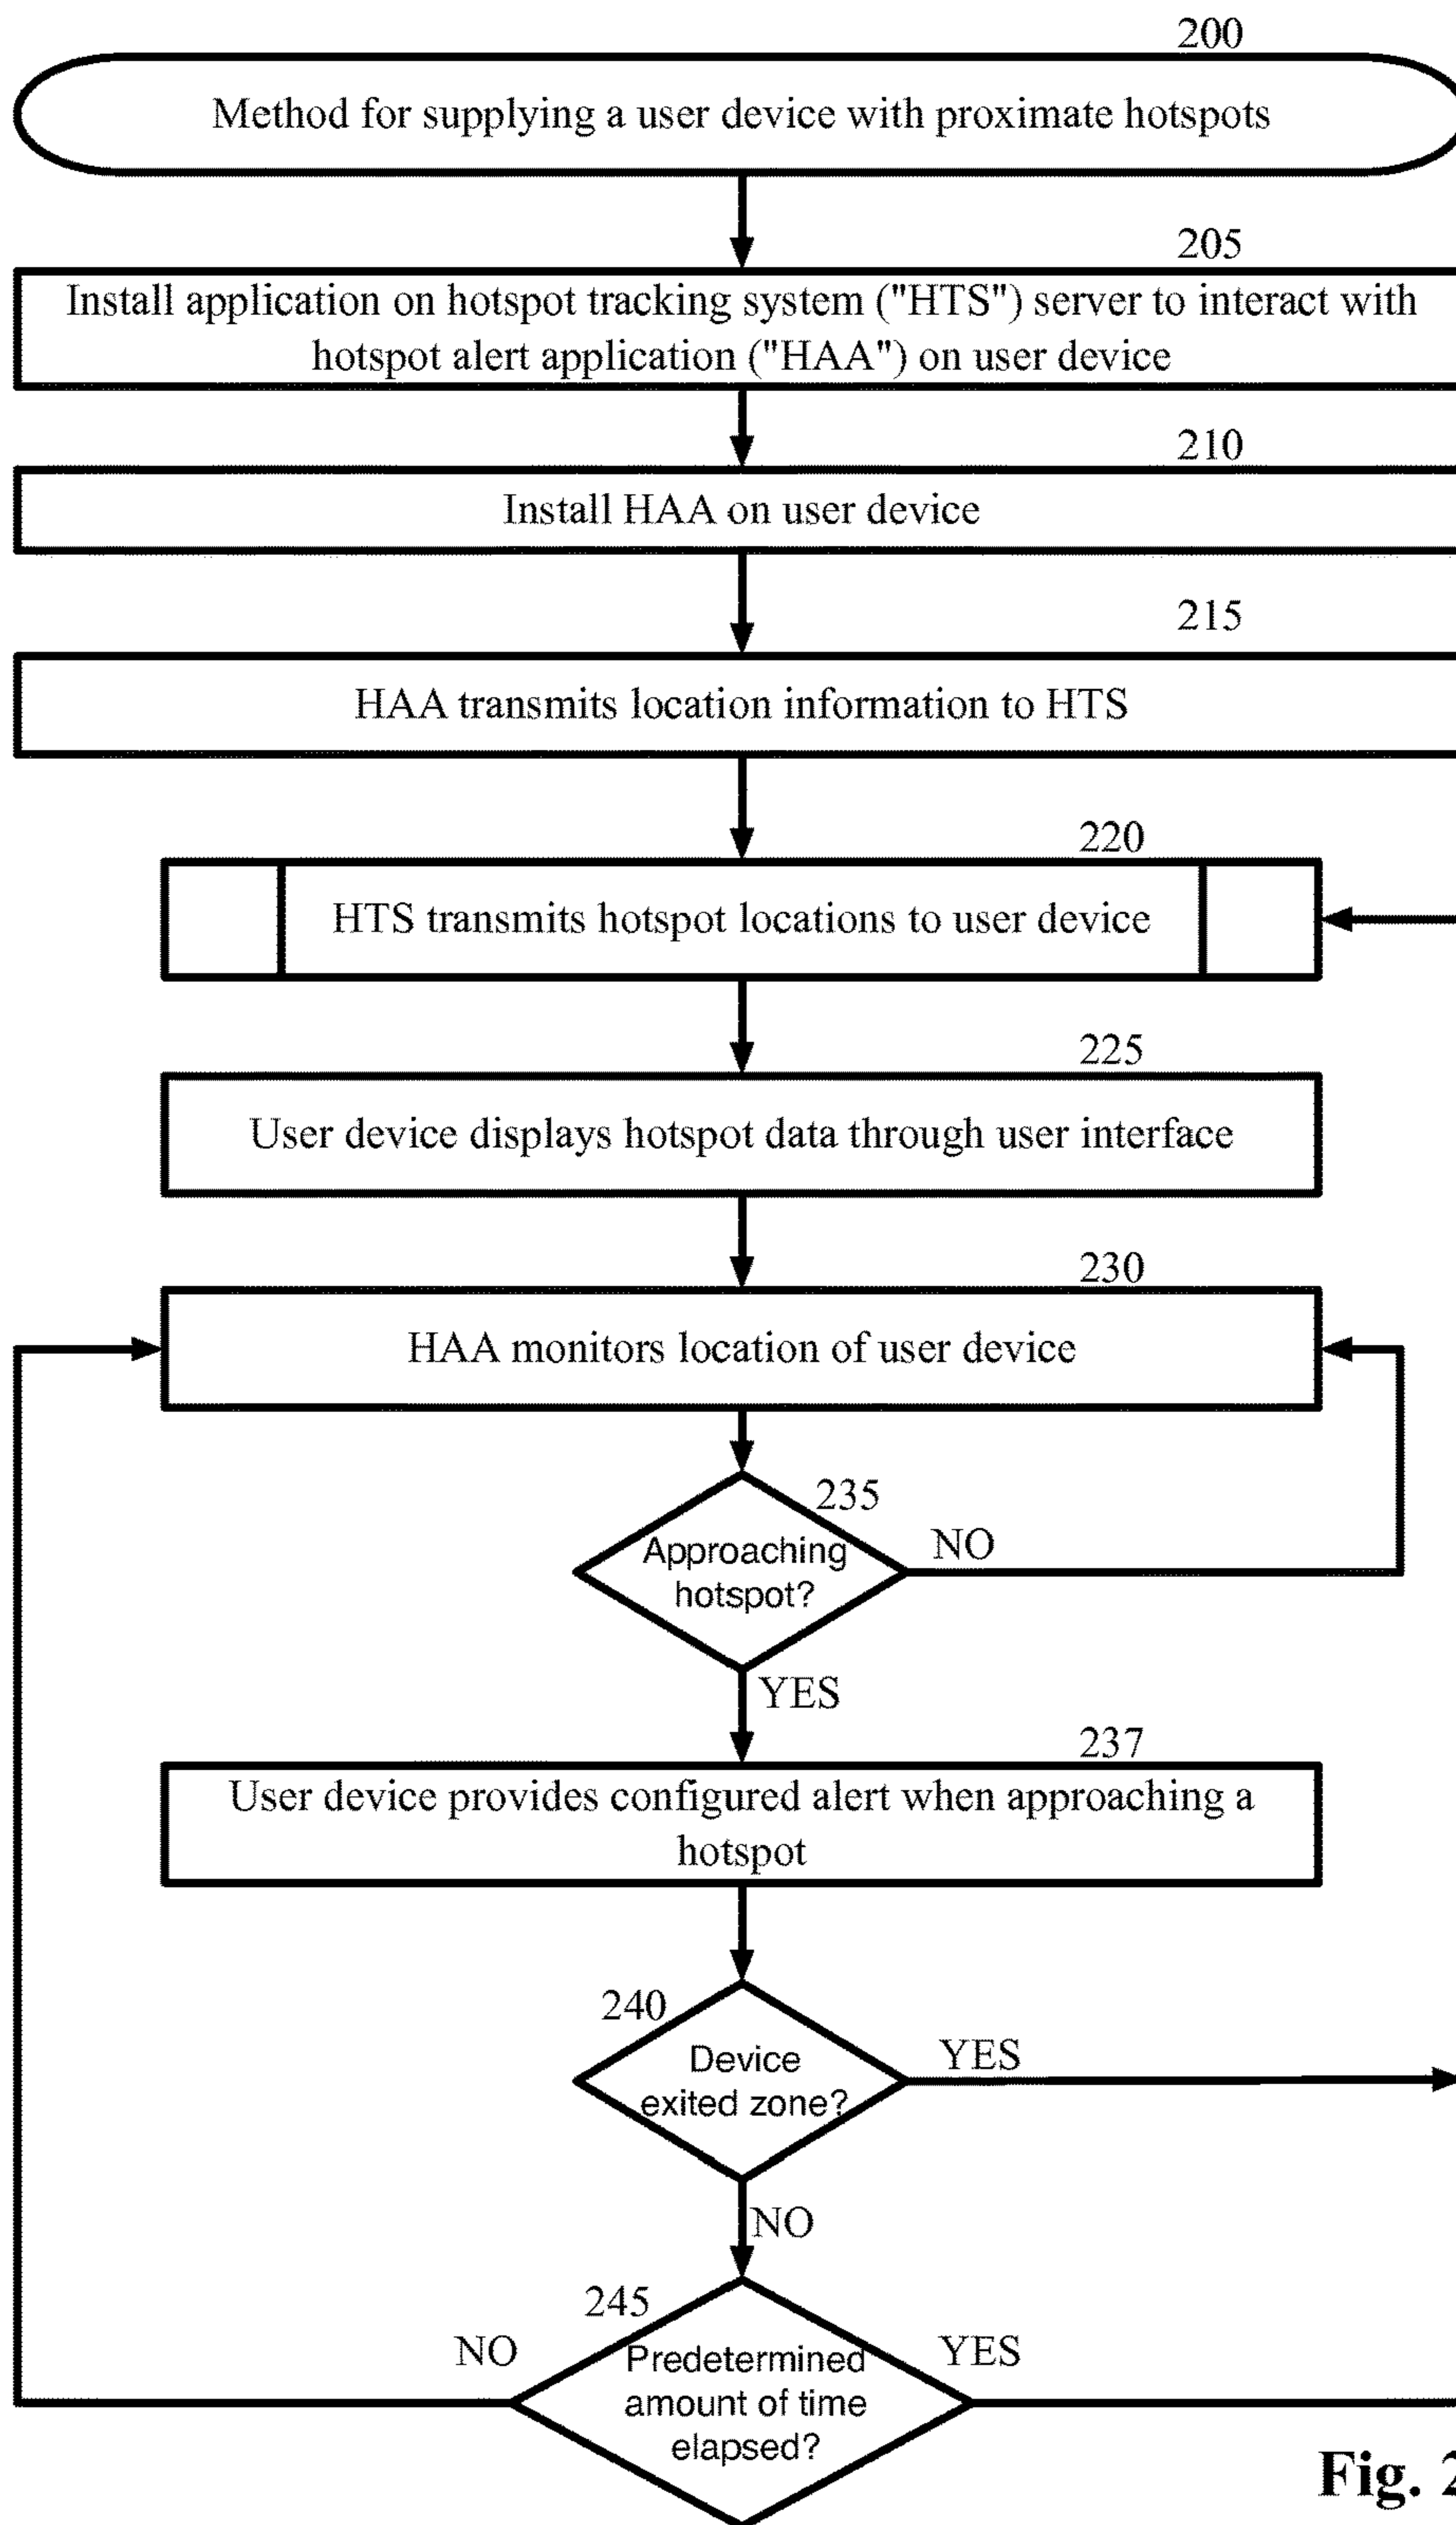 200
Method for supplying a user device with proximate hotspots
205
Install application on hotspot tracking system ("HTS") server to interact with
hotspot alert application ("HAA") on user device
210
Install HAA on user device
215
HAA transmits location information to HTS
220
HTS transmits hotspot locations to user device
225
User device displays hotspot data through user interface
230
HAA monitors location of user device
235
Approaching
hotspot?
NO
YES
237
User device provides configured alert when approaching a
hotspot
240
Device
exited zone?
YES
NO
245
NO
Predetermined
amount of time
elapsed?
YES
Fig. 2